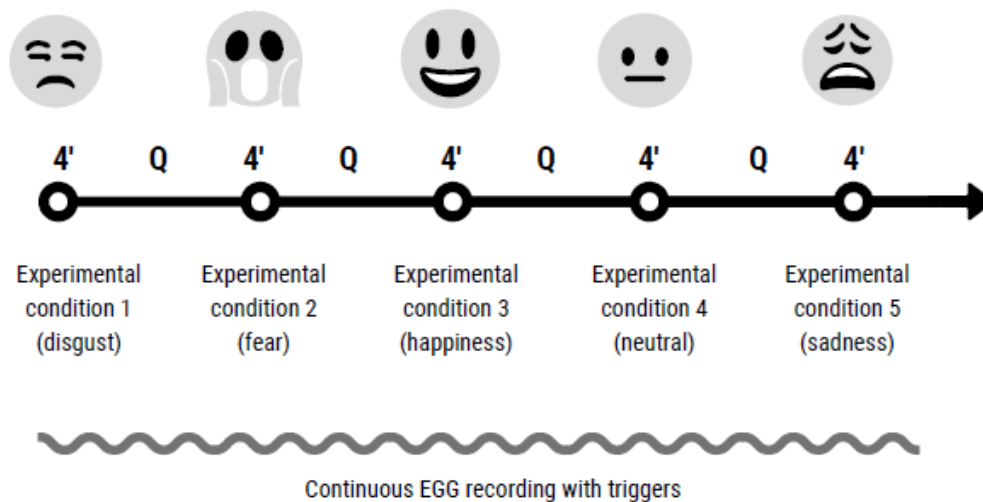 4' Q 4' Q 4' Q 4' Q 4'
Experimental Experimental Experimental Experimental Experimental
condition 1 condition 2 condition 3 condition 4 condition 5
(disgust) (fear) (happiness) (neutral) (sadness)
Continuous EGG recording with triggers